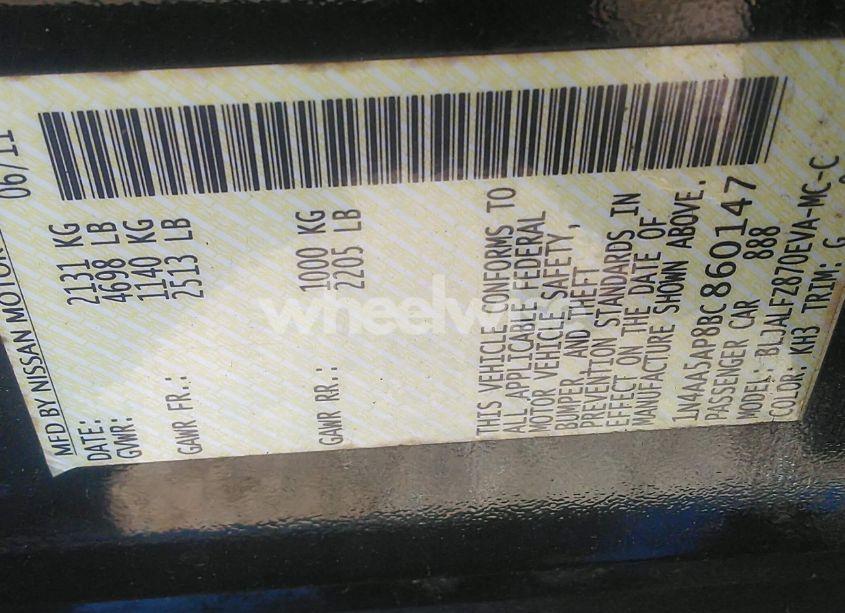 MFD BY NISSAN MOTOR
DATE: 06/11
GVWR: 2131 KG
4698 LB
GAWR FR.: 1140 KG
2513 LB
GAWR RR.: 1000 KG
2205 LB
THIS VEHICLE CONFORMS TO
ALL APPLICABLE FEDERAL
MOTOR VEHICLE SAFETY,
BUMPER, AND THEFT
PREVENTION STANDARDS IN
EFFECT ON THE DATE OF
MANUFACTURE SHOWN ABOVE.
1N4AA5AP8BC860147
PASSENGER CAR 888
MODEL: BLJALF2870EVA-MC-C
COLOR: KH3 TRIM: G